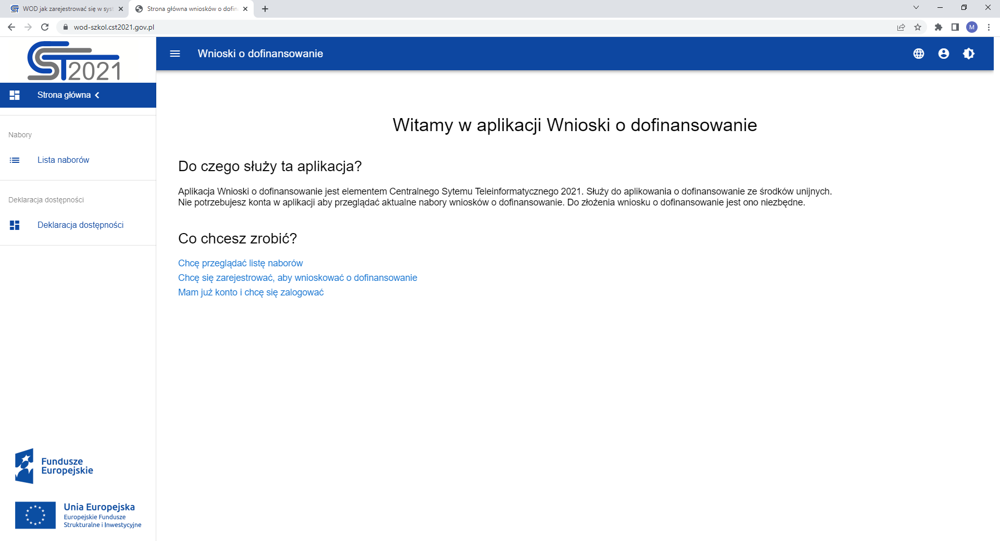 WOD jak zarejestrować się w syst
Strona główna wniosków o dofin
wod-szkol.cst2021.gov.pl
M
CST2021
Wnioski o dofinansowanie
Strona główna
Nabory
Lista naborów
Deklaracja dostępności
Deklaracja dostępności
Witamy w aplikacji Wnioski o dofinansowanie
Do czego służy ta aplikacja?
Aplikacja Wnioski o dofinansowanie jest elementem Centralnego Sytemu Teleinformatycznego 2021. Służy do aplikowania o dofinansowanie ze środków unijnych.
Nie potrzebujesz konta w aplikacji aby przeglądać aktualne nabory wniosków o dofinansowanie. Do złożenia wniosku o dofinansowanie jest ono niezbędne.
Co chcesz zrobić?
Chcę przeglądać listę naborów
Chcę się zarejestrować, aby wnioskować o dofinansowanie
Mam już konto i chcę się zalogować
Fundusze
Europejskie
Unia Europejska
Europejskie Fundusze
Strukturalne i Inwestycyjne